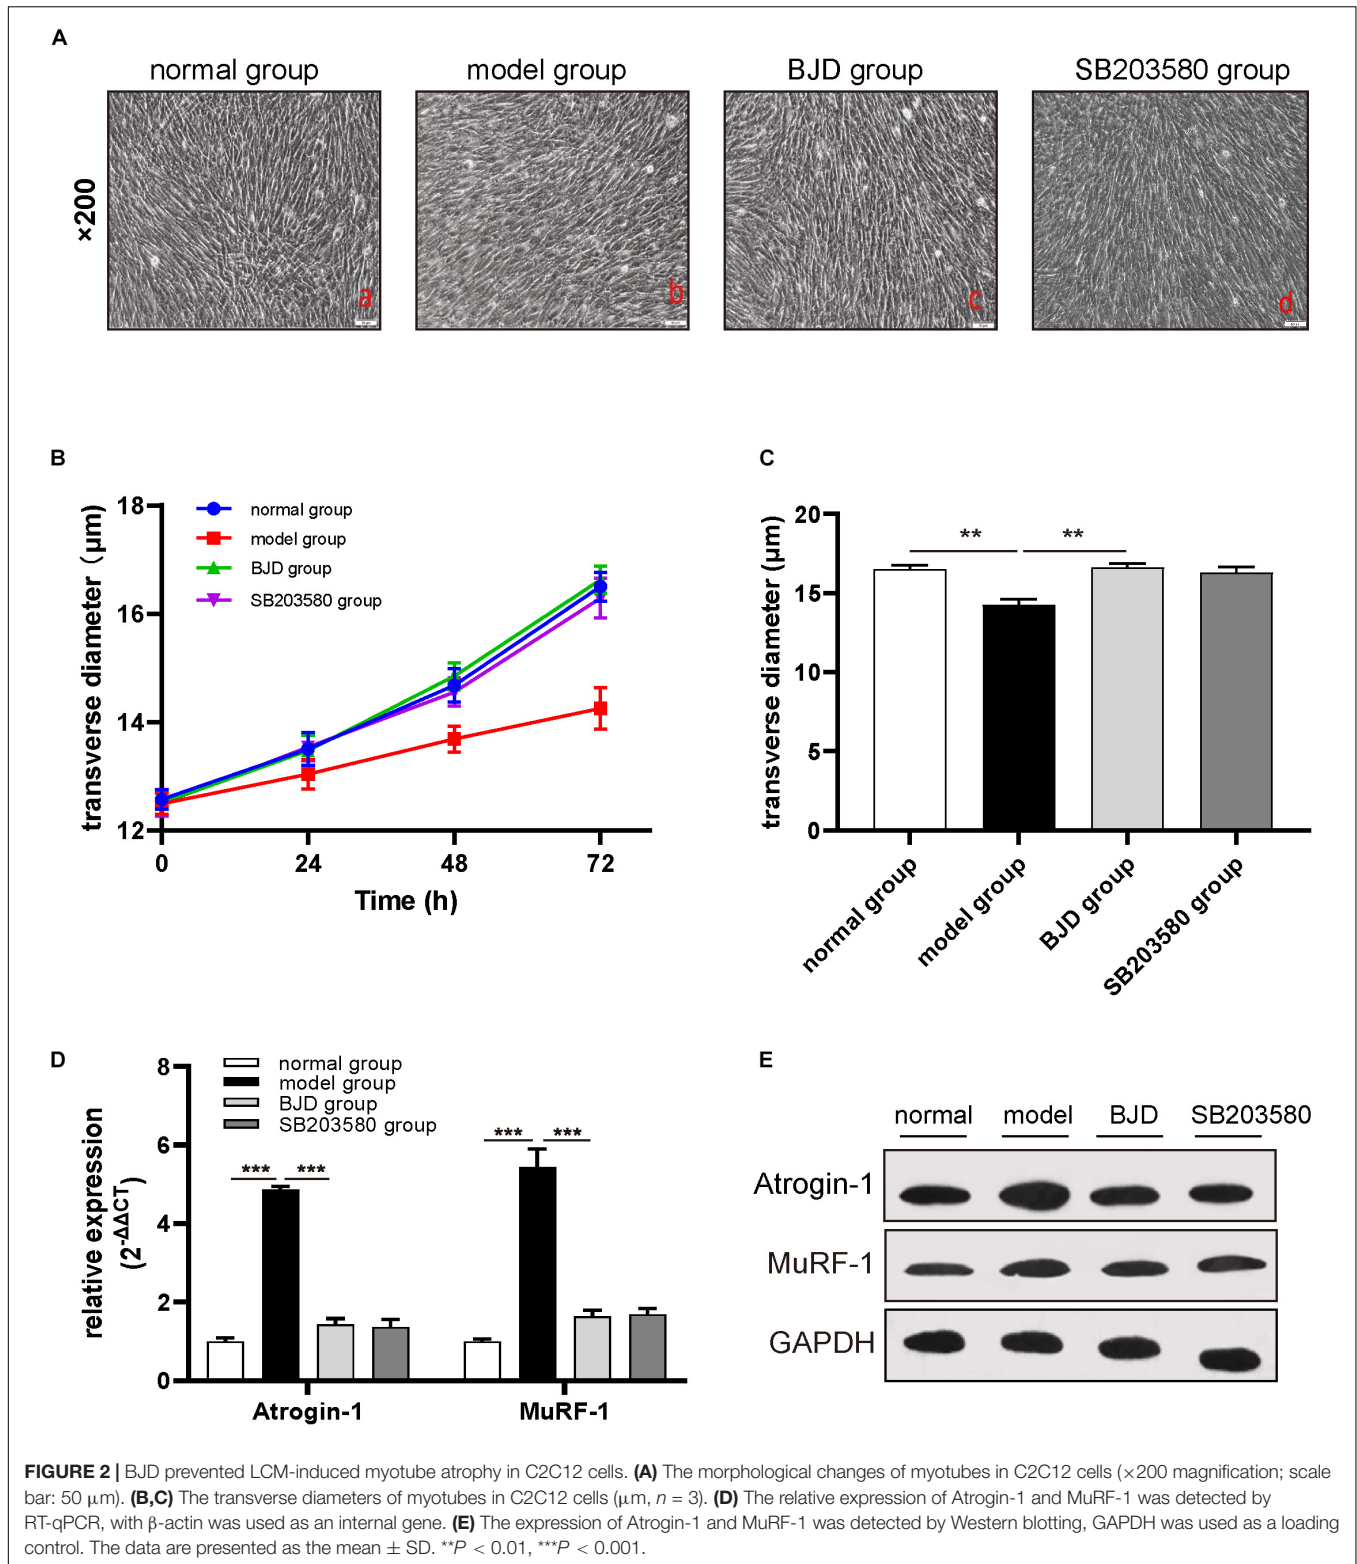 A
normal group
model group
BJD group
SB203580 group
×200
a
b
c
d
B
transverse diameter (μm)
18
16
14
12
normal group
model group
BJD group
SB203580 group
0
24
48
72
Time (h)
C
transverse diameter (μm)
20
15
10
5
0
**
**
normal group
model group
BJD group
SB203580 group
D
relative expression
(2-ΔΔCT)
8
6
4
2
0
normal group
model group
BJD group
SB203580 group
***
***
***
***
Atrogin-1
MuRF-1
E
normal
model
BJD
SB203580
Atrogin-1
MuRF-1
GAPDH
FIGURE 2 | BJD prevented LCM-induced myotube atrophy in C2C12 cells. (A) The morphological changes of myotubes in C2C12 cells (×200 magnification; scale
bar: 50 μm). (B,C) The transverse diameters of myotubes in C2C12 cells (μm, n = 3). (D) The relative expression of Atrogin-1 and MuRF-1 was detected by
RT-qPCR, with β-actin was used as an internal gene. (E) The expression of Atrogin-1 and MuRF-1 was detected by Western blotting, GAPDH was used as a loading
control. The data are presented as the mean ± SD. **P < 0.01, ***P < 0.001.